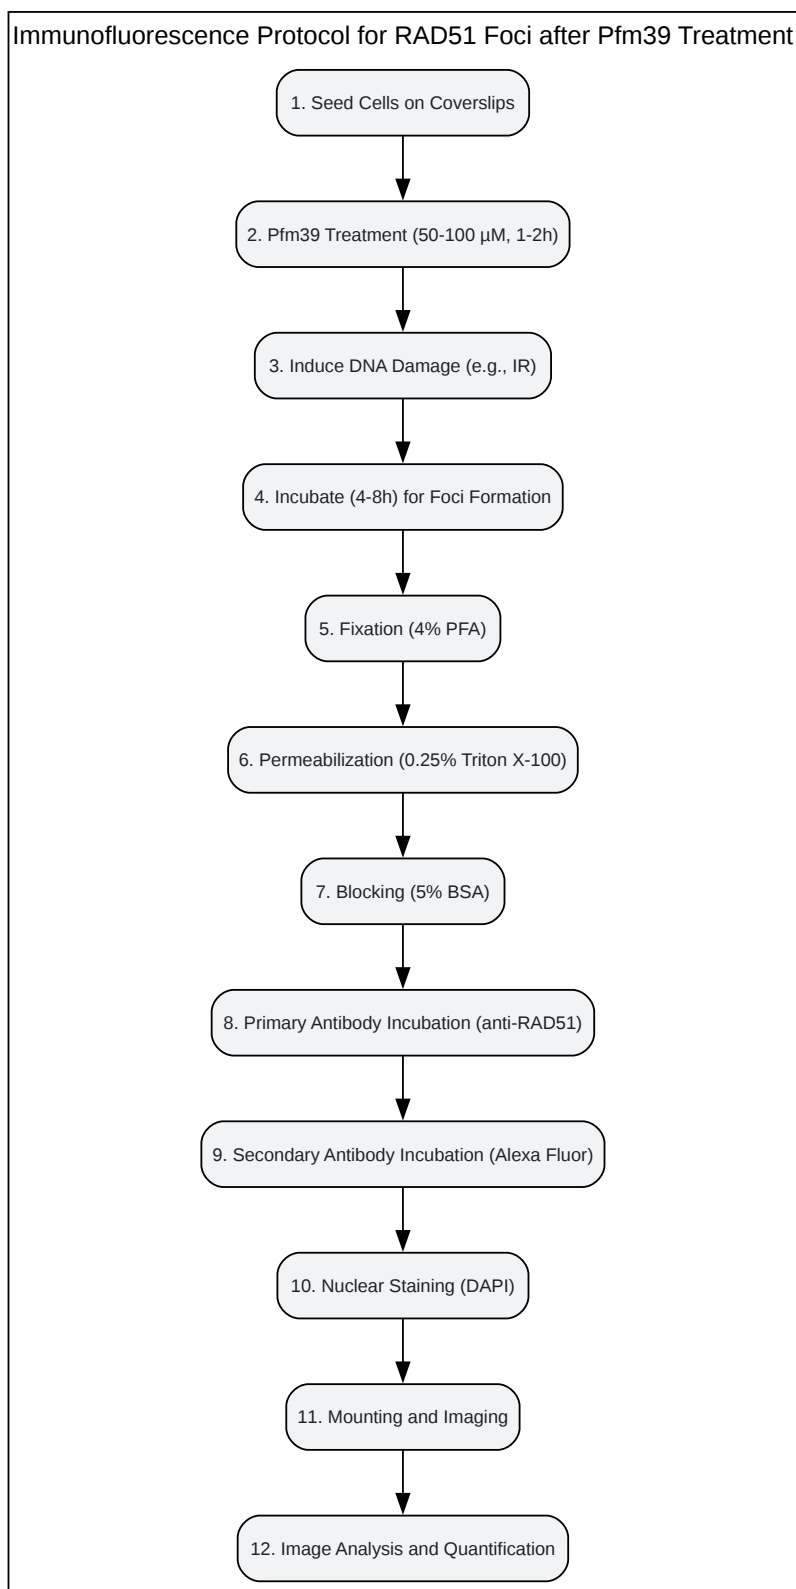 Immunofluorescence Protocol for RAD51 Foci after Pfm39 Treatment
1. Seed Cells on Coverslips
2. Pfm39 Treatment (50-100 µM, 1-2h)
3. Induce DNA Damage (e.g., IR)
4. Incubate (4-8h) for Foci Formation
5. Fixation (4% PFA)
6. Permeabilization (0.25% Triton X-100)
7. Blocking (5% BSA)
8. Primary Antibody Incubation (anti-RAD51)
9. Secondary Antibody Incubation (Alexa Fluor)
10. Nuclear Staining (DAPI)
11. Mounting and Imaging
12. Image Analysis and Quantification